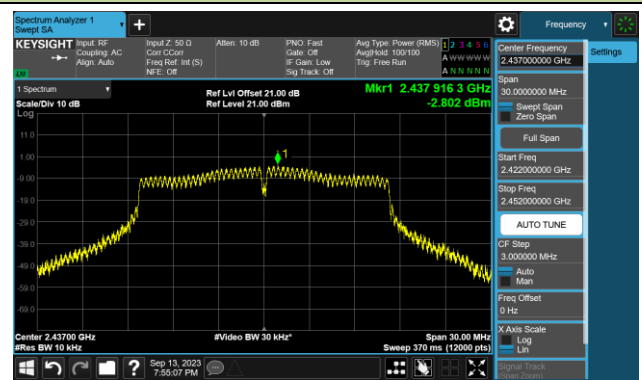 Spectrum Analyzer 1
Swept SA
Frequency
KEYSIGHT
Input: RF
Coupling: AC
Align: Auto
Input Z: 50 Ω
Corr CCorr
Freq Ref: Int (S)
NFE: Off
Atten: 10 dB
PNO: Fast
Gate: Off
IF Gain: Low
Sig Track: Off
Avg Type: Power (RMS)
Avg|Hold: 100/100
Trig: Free Run
1 2 3 4 5 6
A W W W W W
A N N N N N
LXI
Center Frequency
2.437000000 GHz
Settings
Span
30.0000000 MHz
Swept Span
Zero Span
Full Span
Start Freq
2.422000000 GHz
Stop Freq
2.452000000 GHz
AUTO TUNE
CF Step
3.000000 MHz
Auto
Man
Freq Offset
0 Hz
X Axis Scale
Log
Lin
Signal Track
(Span Zoom)
1 Spectrum
Scale/Div 10 dB
Log
Ref Lvl Offset 21.00 dB
Ref Level 21.00 dBm
Mkr1 2.437 916 3 GHz
-2.802 dBm
1
11.0
1.00
-9.00
-19.0
-29.0
-39.0
-49.0
-59.0
-69.0
Center 2.43700 GHz
#Res BW 10 kHz
#Video BW 30 kHz*
Span 30.00 MHz
Sweep 370 ms (12000 pts)
?
Sep 13, 2023
7:55:07 PM